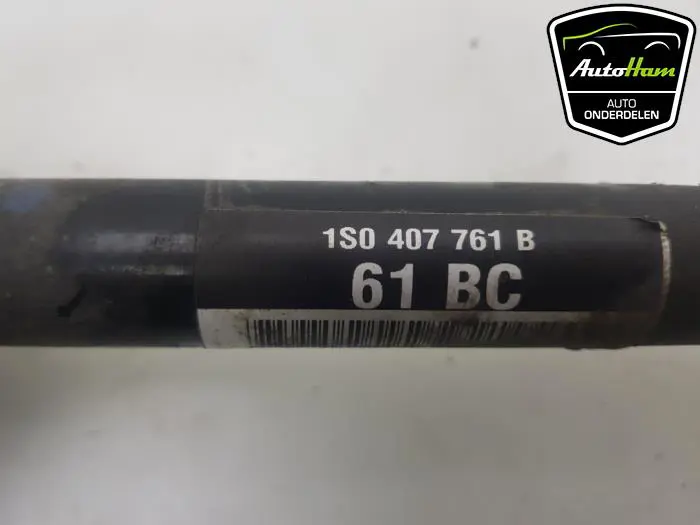 AutoHam
AUTO
ONDERDELEN
1S0 407 761 B
61 BC